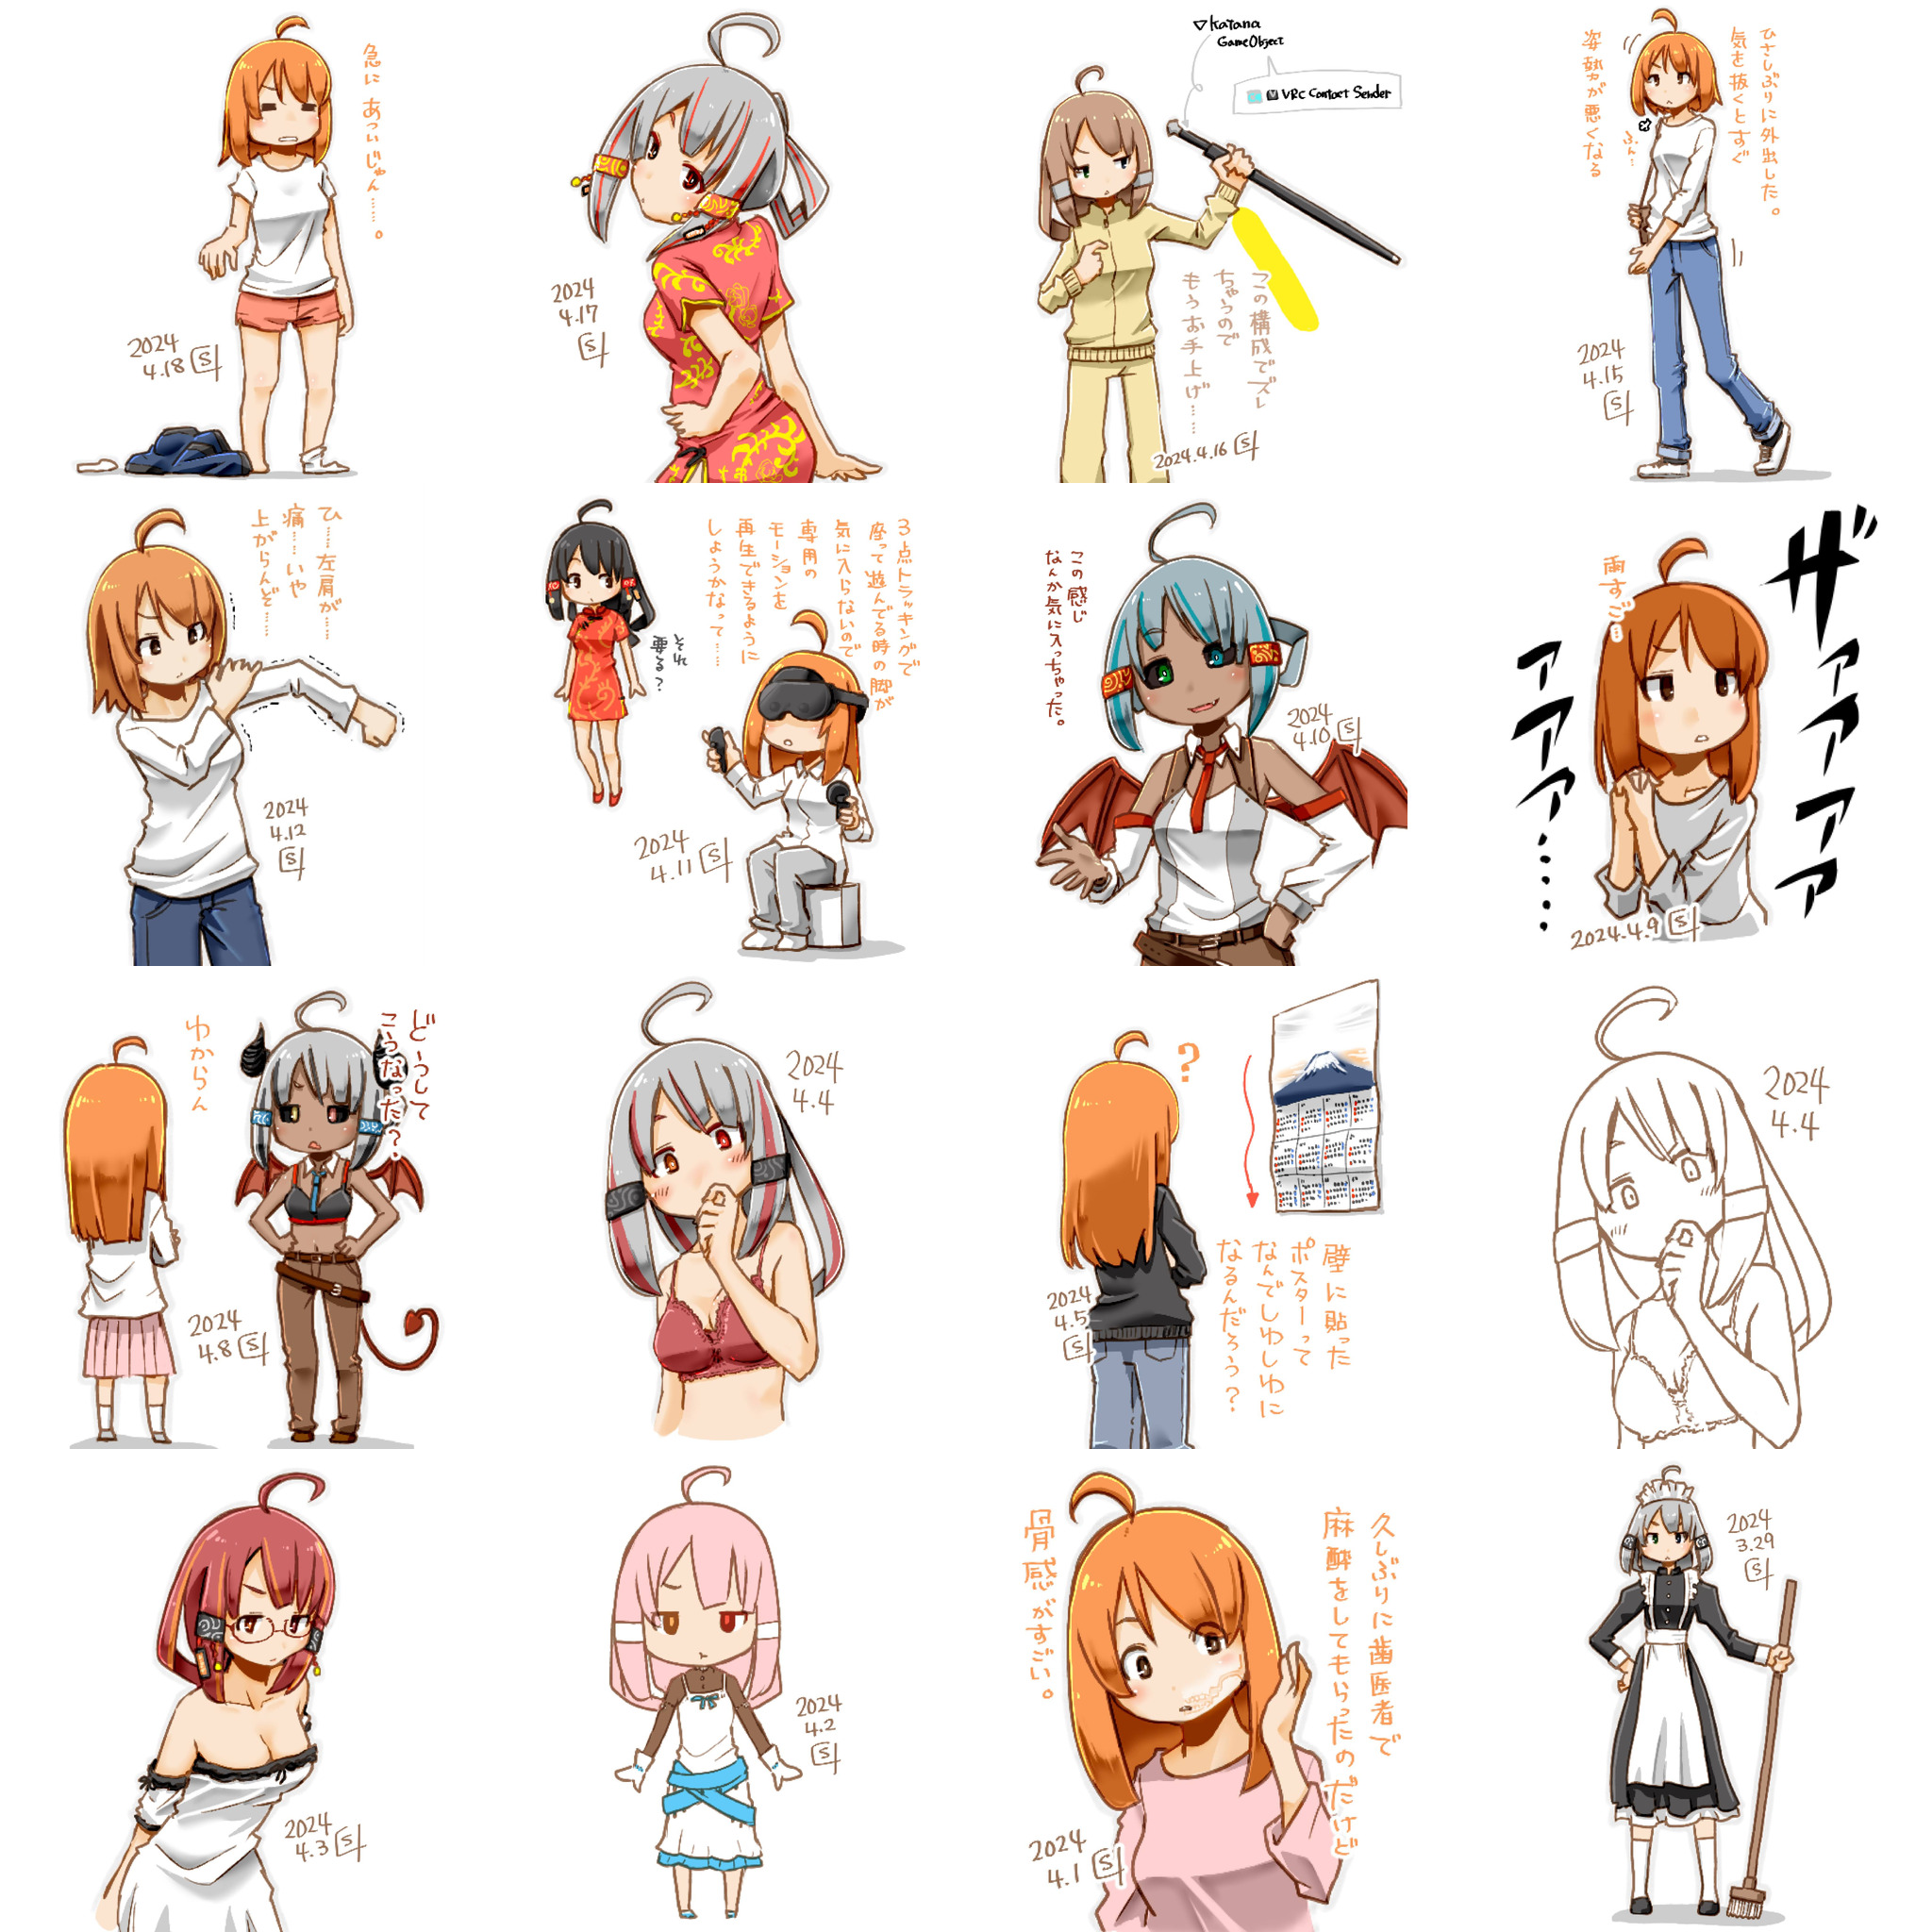 急に あついじゃん……。
2024
4.18
2024
4.17
▽katana
GameObject
VRC Contact Sender
この構成でズレ
ちゃうので
もうお手上げ……
2024.4.16
ひさしぶりに外出した。
気を抜くとすぐ
姿勢が悪くなる
ふん…
2024
4.15
ひ……左肩が……
痛……いや
上がらんぞ……
2024
4.12
3点トラッキングで
座って遊んでる時の脚が
気に入らないので
専用の
モーションを
再生できるように
しようかなって……
それ
要る?
2024
4.11
この感じ
なんか気に入っちゃった。
2024
4.10
ザァァァァ
ァァァァ……
雨すご…
2024.4.9
どーうして
こうなった?
わからん
2024
4.8
2024
4.4
?
壁に貼った
ポスターって
なんでしわしわに
なるんだろう?
2024
4.5
2024
4.4
2024
4.3
2024
4.2
久しぶりに歯医者で
麻酔をしてもらったのだけど
骨感がすごい。
2024
4.1
2024
3.29